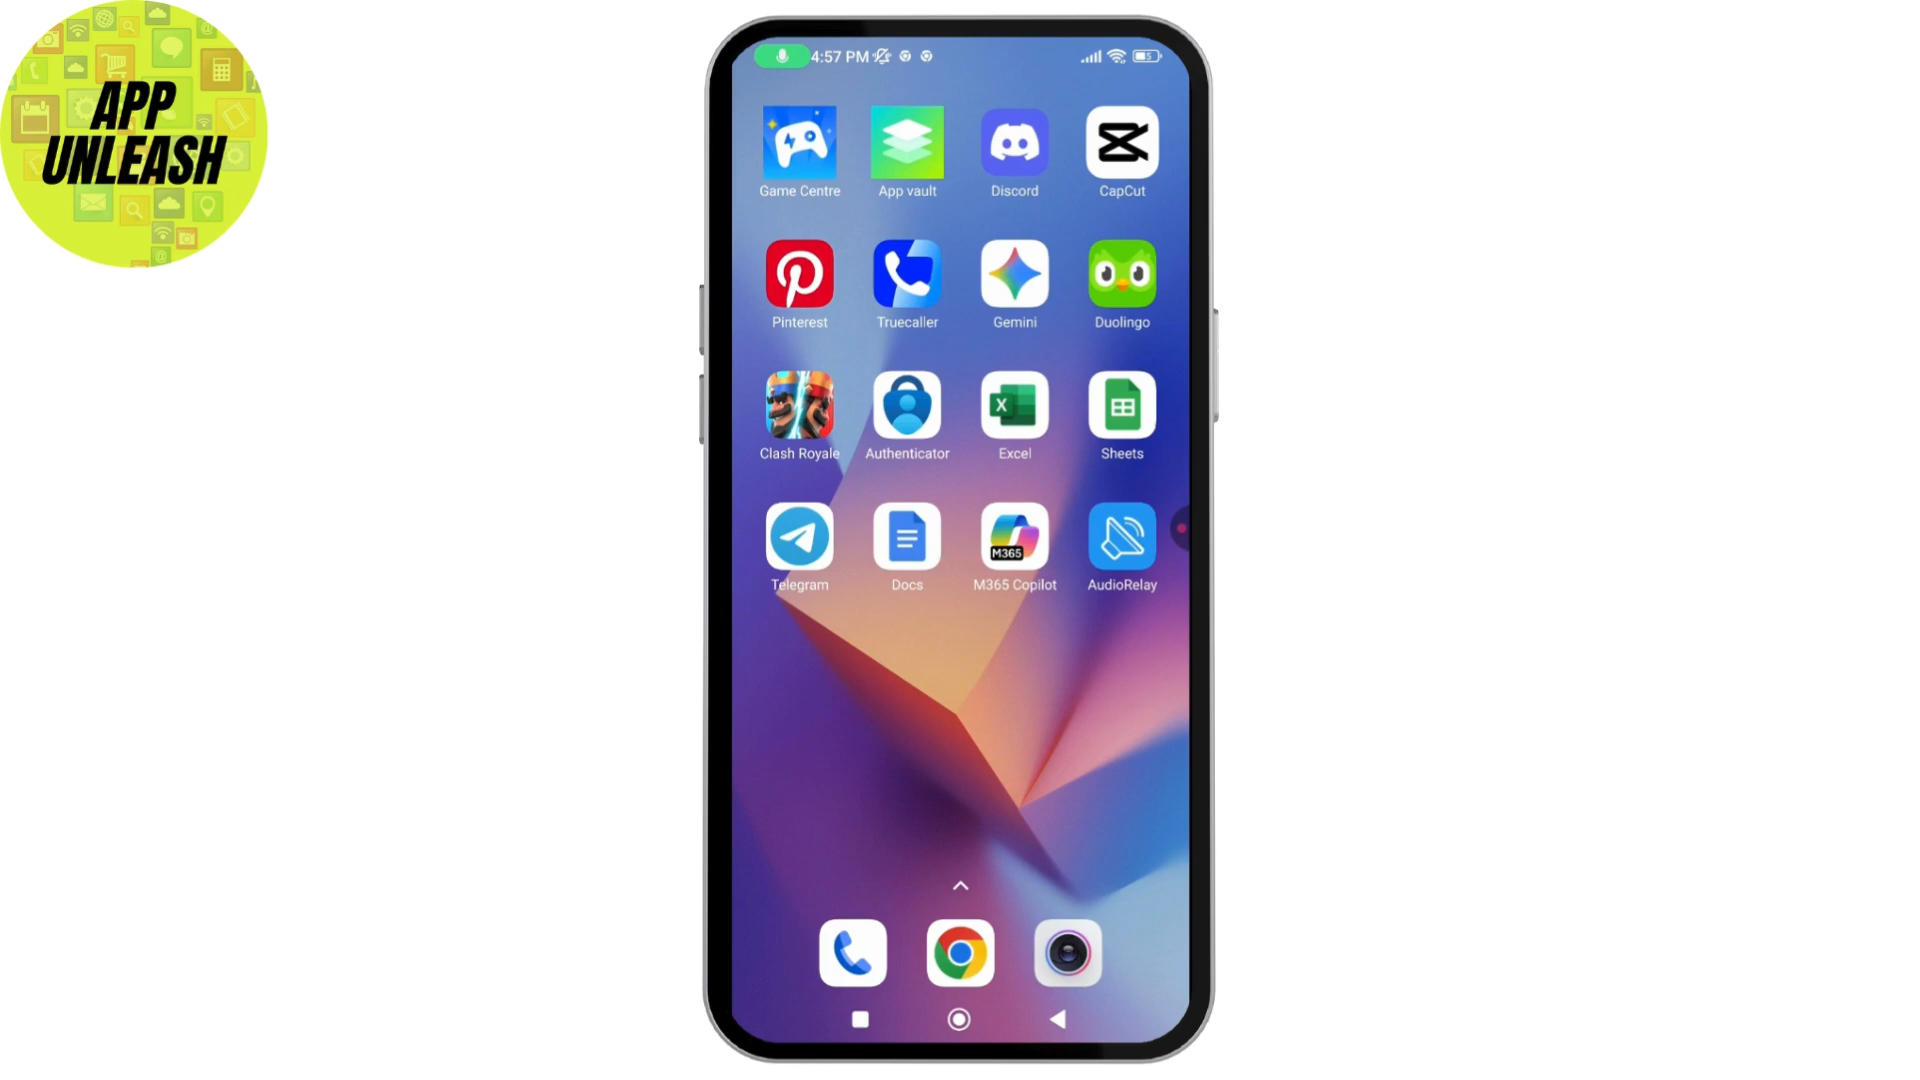 APP
UNLEASH
4:57 PM
Game Centre
App vault
Discord
CapCut
Pinterest
Truecaller
Gemini
Duolingo
Clash Royale
Authenticator
X
Excel
Sheets
Telegram
Docs
M365
M365 Copilot
AudioRelay